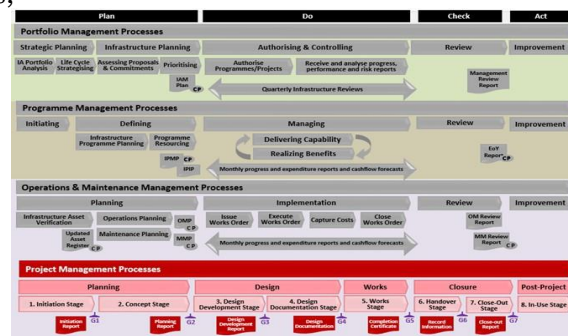 Plan Do Check Act
Portfolio Management Processes
Strategic Planning Infrastructure Planning Authorising & Controlling Review Improvement
IA Portfolio Analysis Life Cycle Strategising Assessing Proposals & Commitments Prioritising Authorise Programmes/Projects Receive and analyse progress, performance and risk reports
IAM Plan CP Quarterly Infrastructure Reviews Management Review Report
Programme Management Processes
Initiating Defining Managing Review Improvement
Infrastructure Programme Planning Programme Resourcing Delivering Capability
Realizing Benefits EoY Report CP
IPMP CP
IPIP Monthly progress and expenditure reports and cashflow forecasts
Operations & Maintenance Management Processes
Planning Implementation Review Improvement
Infrastructure Asset Verification Operations Planning OMP CP Issue Works Order Execute Works Order Capture Costs Close Works Order OM Review Report
Updated Asset Register CP Maintenance Planning MMP CP Monthly progress and expenditure reports and cashflow forecasts MM Review Report CP
Project Management Processes
Planning Design Works Closure Post-Project
1. Initiation Stage 2. Concept Stage 3. Design Development Stage 4. Design Documentation Stage 5. Works Stage 6. Handover Stage 7. Close-Out Stage 8. In-Use Stage
Initiation Report G1 Planning Report G2 Design Development Report G3 Design Documentation G4 Completion Certificate G5 Record Information G6 Close-out Report G7